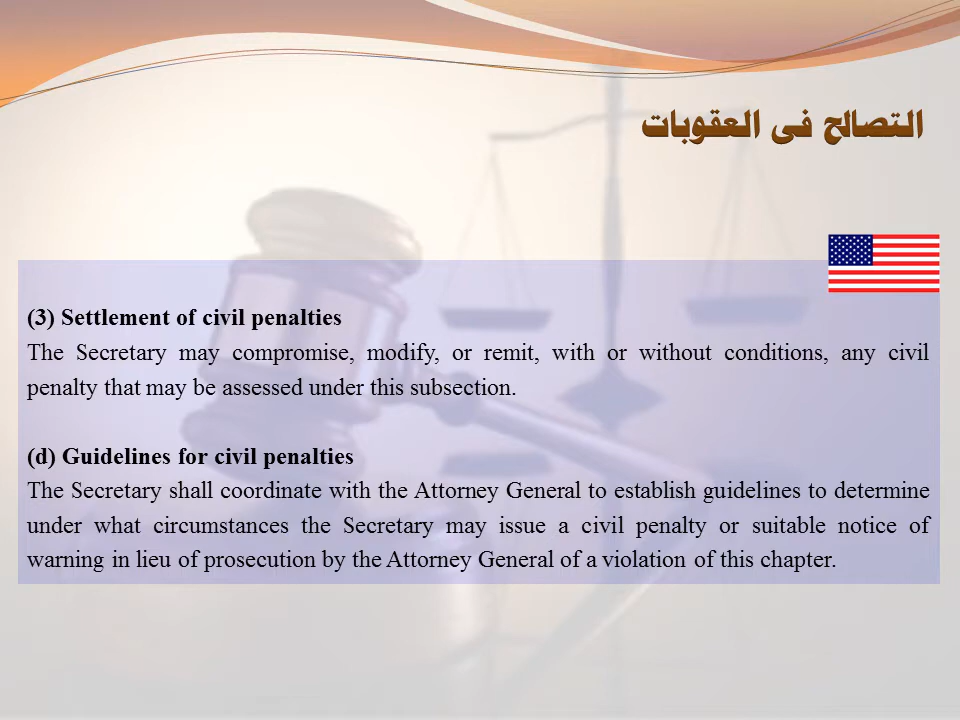 التصالح فى العقوبات
(3) Settlement of civil penalties
The Secretary may compromise, modify, or remit, with or without conditions, any civil
penalty that may be assessed under this subsection.
(d) Guidelines for civil penalties
The Secretary shall coordinate with the Attorney General to establish guidelines to determine
under what circumstances the Secretary may issue a civil penalty or suitable notice of
warning in lieu of prosecution by the Attorney General of a violation of this chapter.